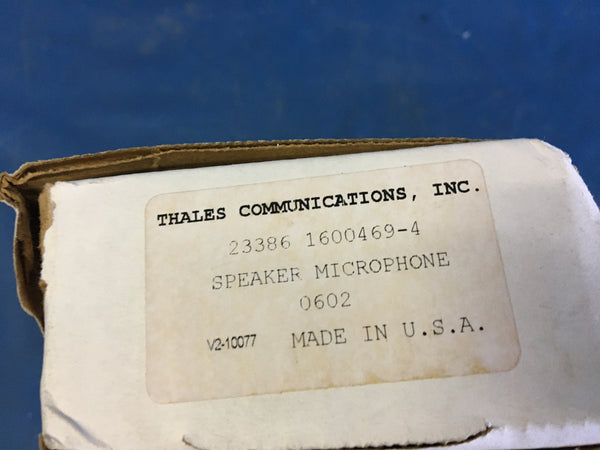 THALES COMMUNICATIONS, INC.
23386 1600469-4
SPEAKER MICROPHONE
0602
V2-10077 MADE IN U.S.A.